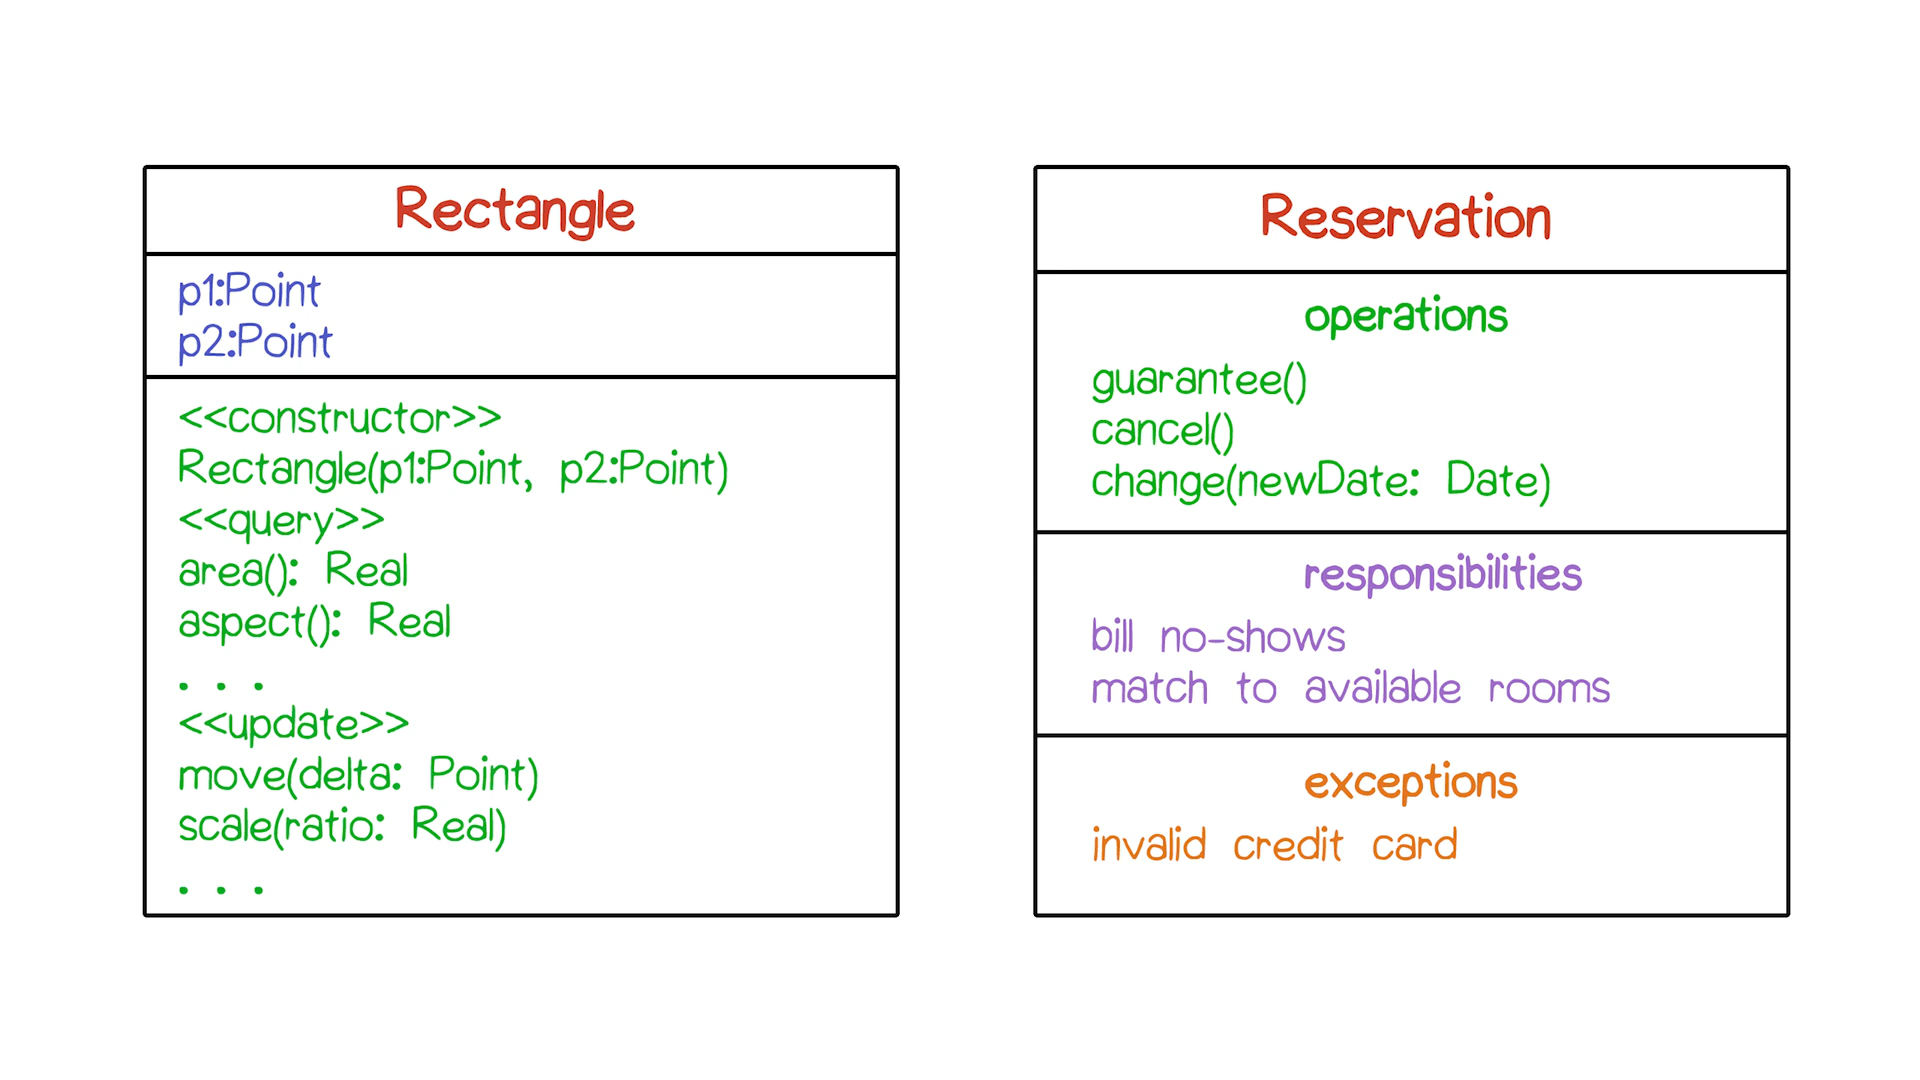 Rectangle
p1:Point
p2:Point
<<constructor>>
Rectangle(p1:Point, p2:Point)
<<query>>
area(): Real
aspect(): Real
. . .
<<update>>
move(delta: Point)
scale(ratio: Real)
. . .
Reservation
operations
guarantee()
cancel()
change(newDate: Date)
responsibilities
bill no-shows
match to available rooms
exceptions
invalid credit card